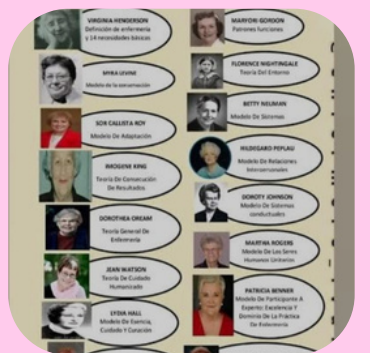 VIRGINIA HENDERSON
Definición de enfermería
y 14 necesidades básicas
MYRA LEVINE
Modelo de la conservación
SOR CALLISTA ROY
Modelo De Adaptación
IMOGENE KING
Teoría De Consecución
De Resultados
DOROTHEA OREAM
Teoría General De
Enfermería
JEAN WATSON
Teoría De Cuidado
Humanizado
LYDIA HALL
Modelo De Esencia,
Cuidado Y Curación
MARYORI GORDON
Patrones funciones
FLORENCE NIGHTINGALE
Teoría Del Entorno
BETTY NEUMAN
Modelo De Sistemas
HILDEGARD PEPLAU
Modelo De Relaciones
Interpersonales
DOROTY JOHNSON
Modelo De Sistemas
conductuales
MARTHA ROGERS
Modelo De Los Seres
Humanos Unitarios
PATRICIA BENNER
Modelo De Participante A
Experto: Excelencia Y
Dominio De La Práctica
De Enfermería